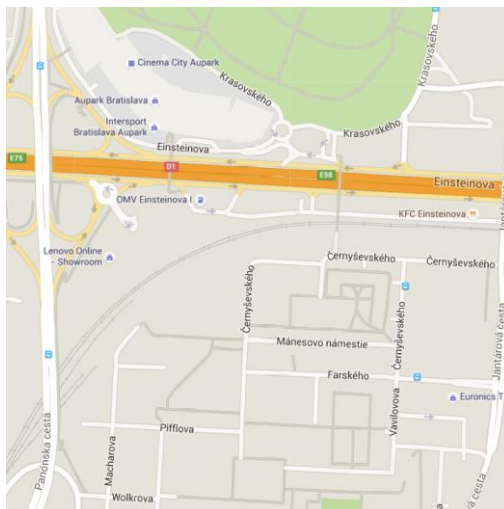 Cinema City Aupark
Krasovského
Krasovského
Aupark Bratislava
Intersport
Bratislava Aupark
Krasovského
Einsteinova
E75
D1
E58
Einsteinova
OMV Einsteinova I
KFC Einsteinova
Jantárová
Lenovo Online
- Showroom
Černyševského
Černyševského
Černyševského
Černyševského
Mánesovo námestie
Jantárová cesta
Farského
Euronics T
Vavilovova
Pifflova
Macharova
Panónska cesta
Wolkrova
cesta